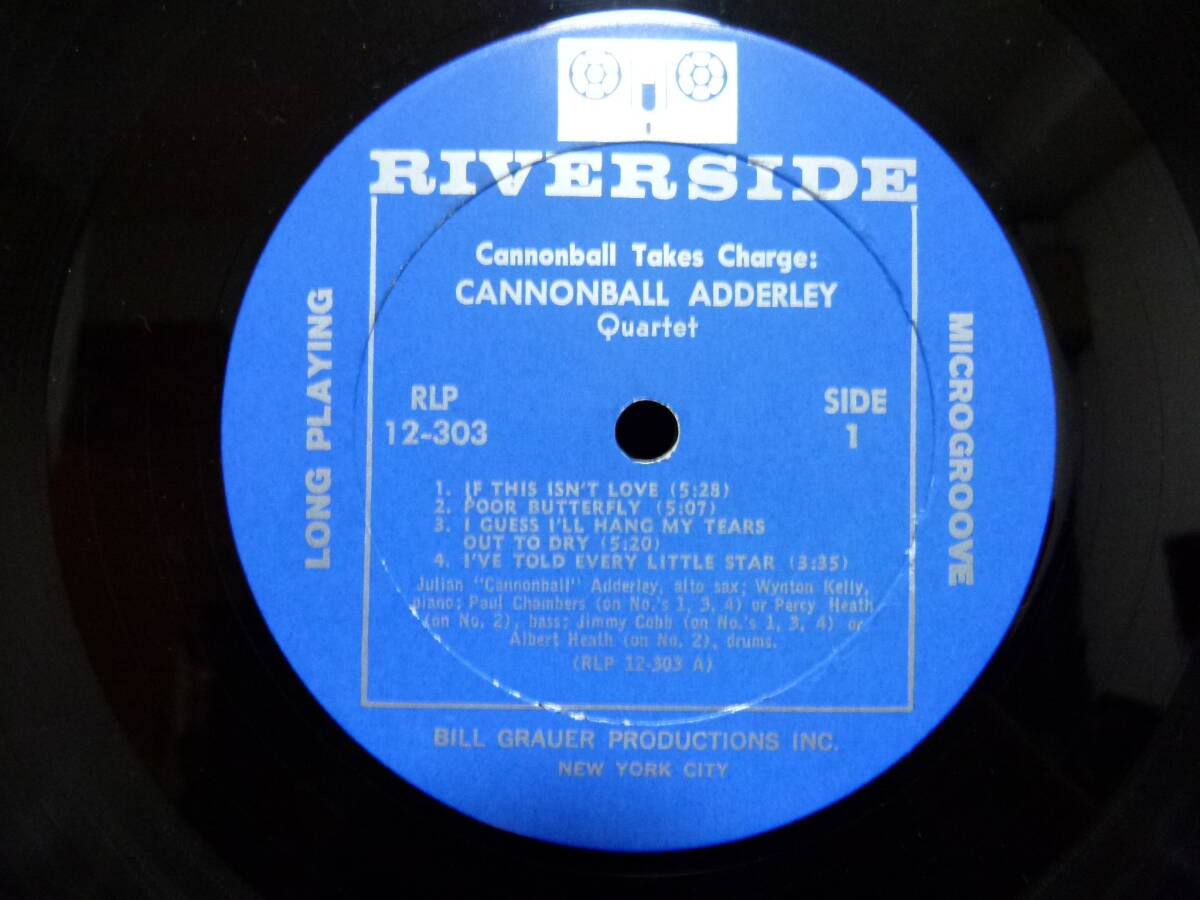 RIVERSIDE
Cannonball Takes Charge:
CANNONBALL ADDERLEY
Quartet
LONG PLAYING
MICROGROOVE
RLP
12-303
SIDE
1
1. IF THIS ISN'T LOVE (5:28)
2. POOR BUTTERFLY (5:07)
3. I GUESS I'LL HANG MY TEARS
OUT TO DRY (5:20)
4. I'VE TOLD EVERY LITTLE STAR (3:35)
Julian "Cannonball" Adderley, alto sax; Wynton Kelly,
piano; Paul Chambers (on No.'s 1, 3, 4) or Percy Heath
(on No. 2), bass; Jimmy Cobb (on No.'s 1, 3, 4) or
Albert Heath (on No. 2), drums.
(RLP 12-303 A)
BILL GRAUER PRODUCTIONS INC.
NEW YORK CITY